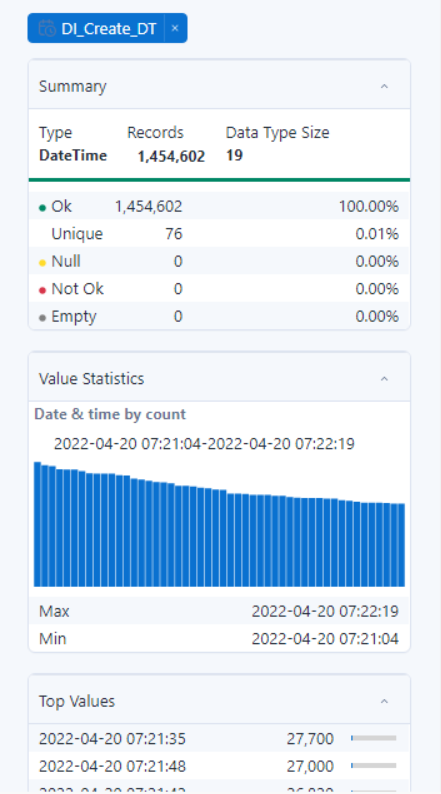 DI_Create_DT ×
Summary
Type Records Data Type Size
DateTime 1,454,602 19
Ok 1,454,602 100.00%
Unique 76 0.01%
Null 0 0.00%
Not Ok 0 0.00%
Empty 0 0.00%
Value Statistics
Date & time by count
2022-04-20 07:21:04-2022-04-20 07:22:19
Max 2022-04-20 07:22:19
Min 2022-04-20 07:21:04
Top Values
2022-04-20 07:21:35 27,700
2022-04-20 07:21:48 27,000